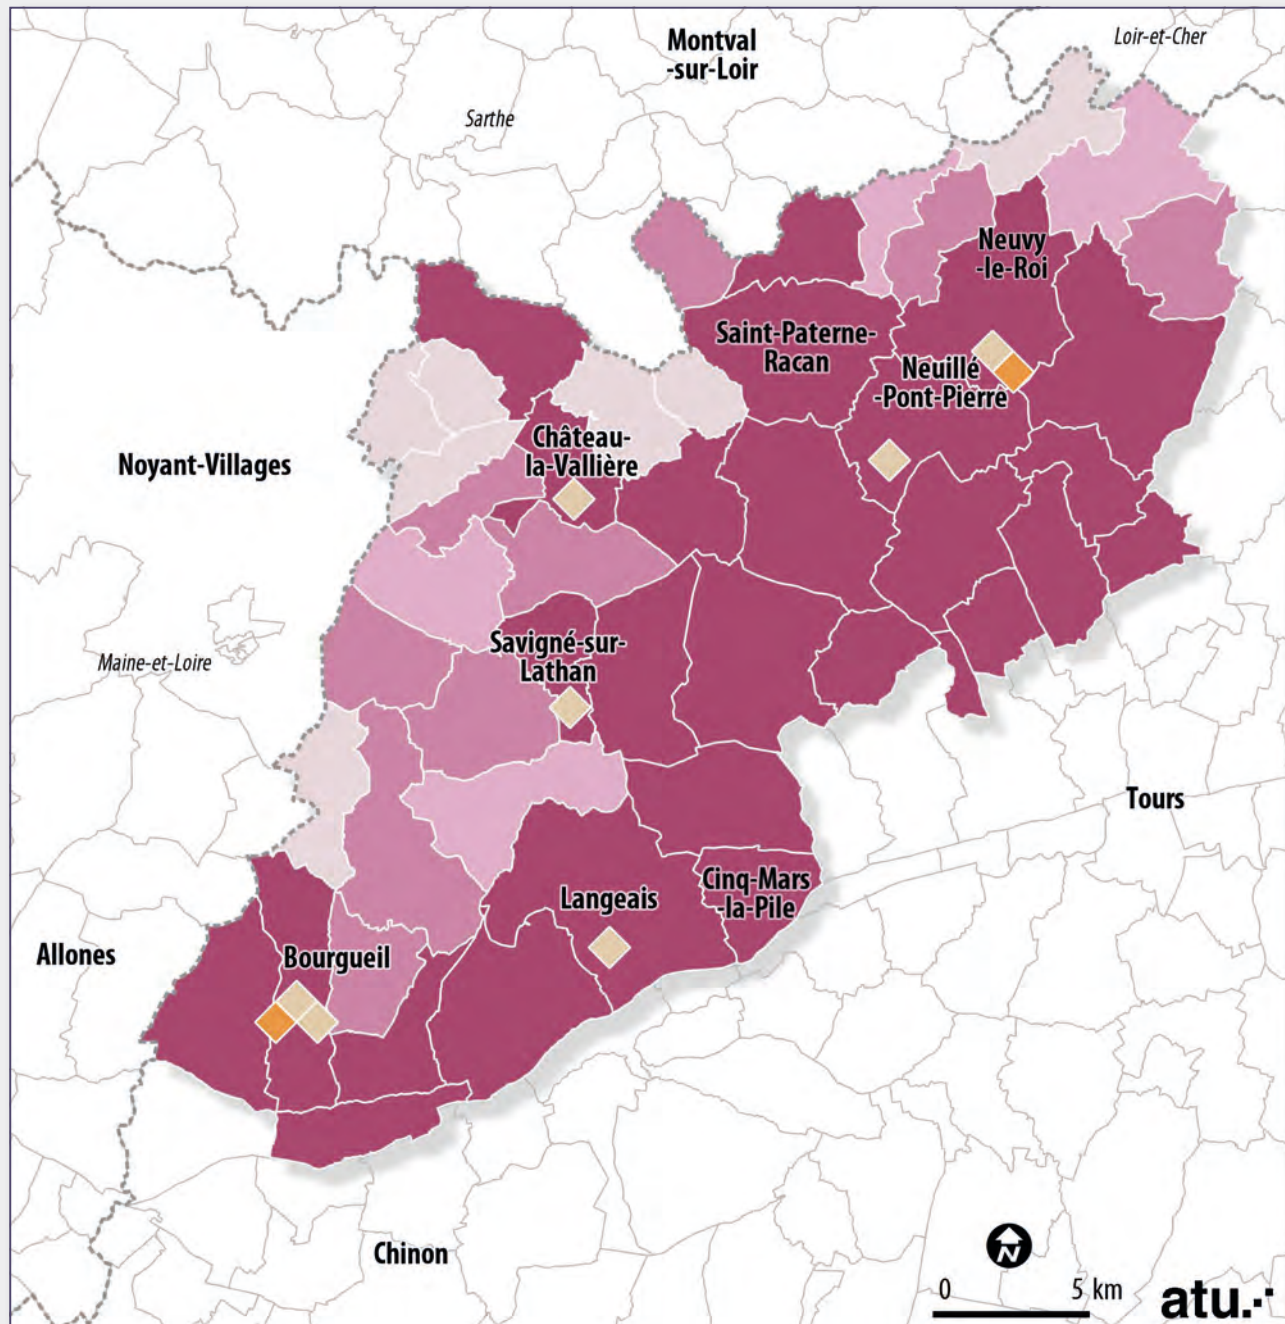 Montval
-sur-Loir
Loir-et-Cher
Sarthe
Neuvy
-le-Roi
Saint-Paterne-
Racan
Neuillé
-Pont-Pierre
Château-
la-Vallière
Noyant-Villages
Savigné-sur-
Lathan
Maine-et-Loire
Tours
Cinq-Mars
-la-Pile
Langeais
Allones
Bourgueil
Chinon
N
0 5 km
atu.